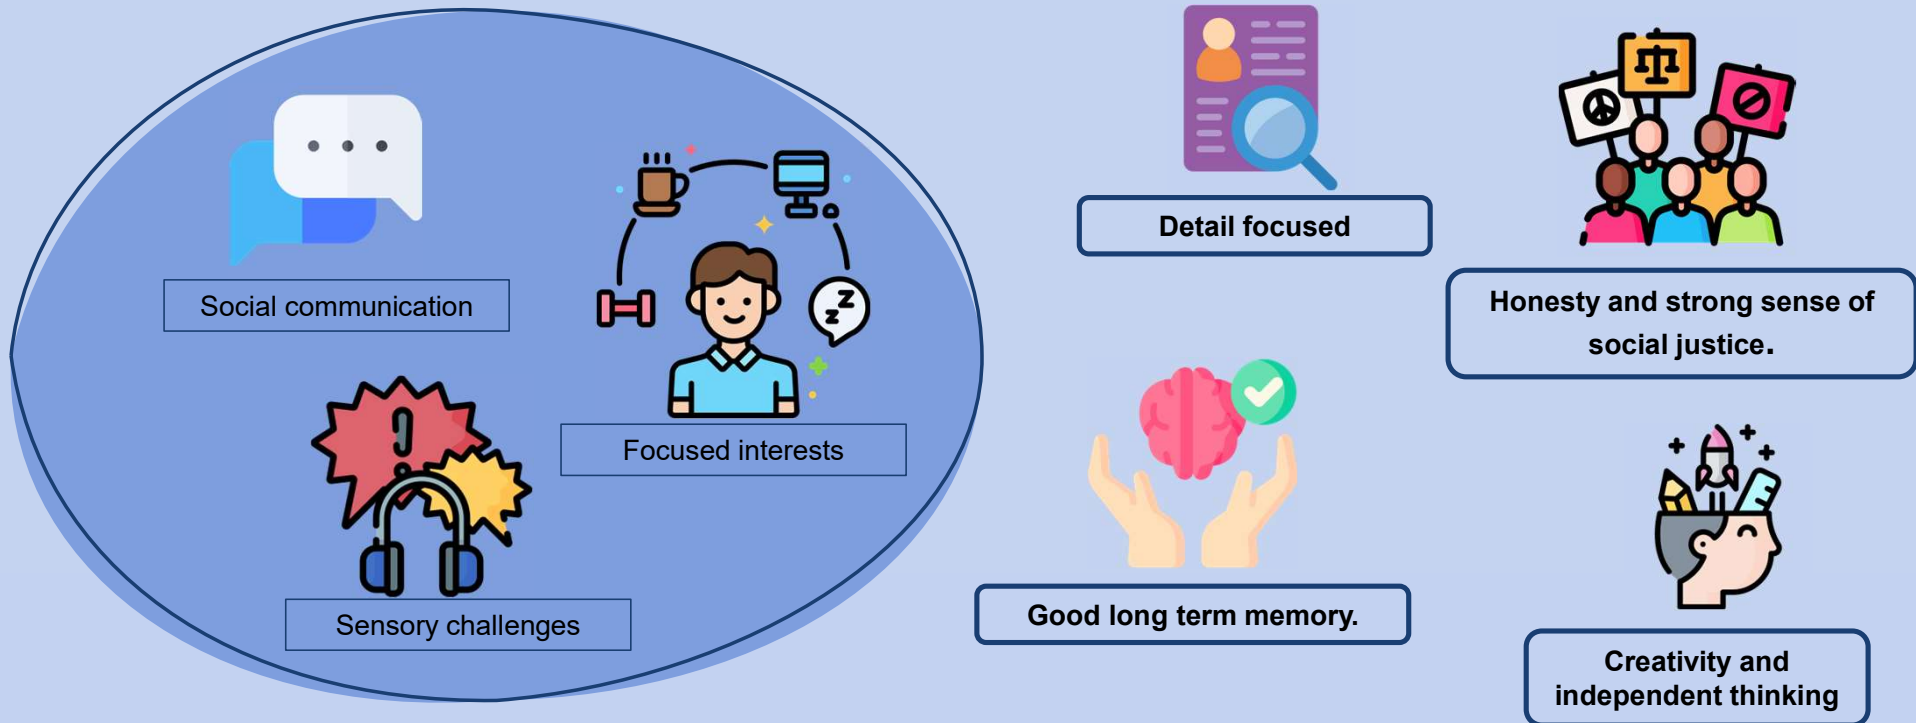 Social communication
Focused interests
Sensory challenges
Detail focused
Honesty and strong sense of
social justice.
Good long term memory.
Creativity and
independent thinking